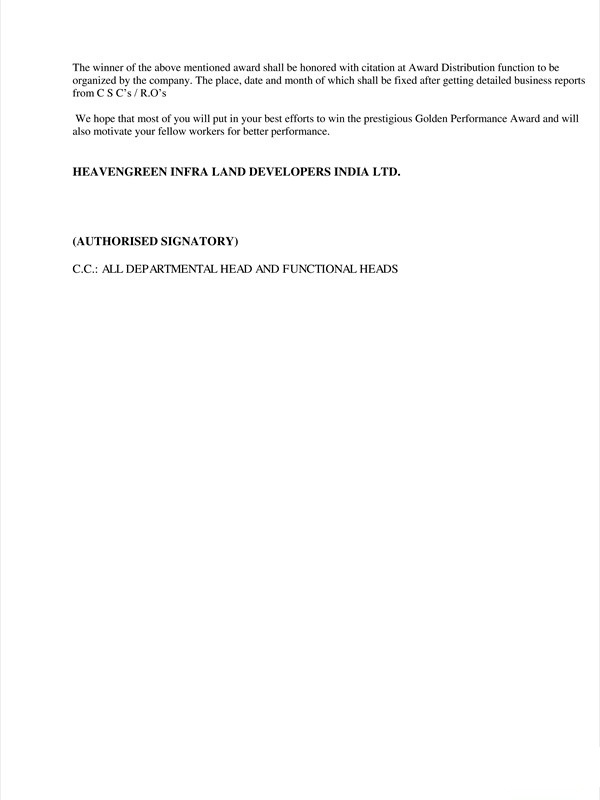 The winner of the above mentioned award shall be honored with citation at Award Distribution function to be
organized by the company. The place, date and month of which shall be fixed after getting detailed business reports
from C S C's / R.O's
We hope that most of you will put in your best efforts to win the prestigious Golden Performance Award and will
also motivate your fellow workers for better performance.
HEAVENGREEN INFRA LAND DEVELOPERS INDIA LTD.
(AUTHORISED SIGNATORY)
C.C.: ALL DEPARTMENTAL HEAD AND FUNCTIONAL HEADS